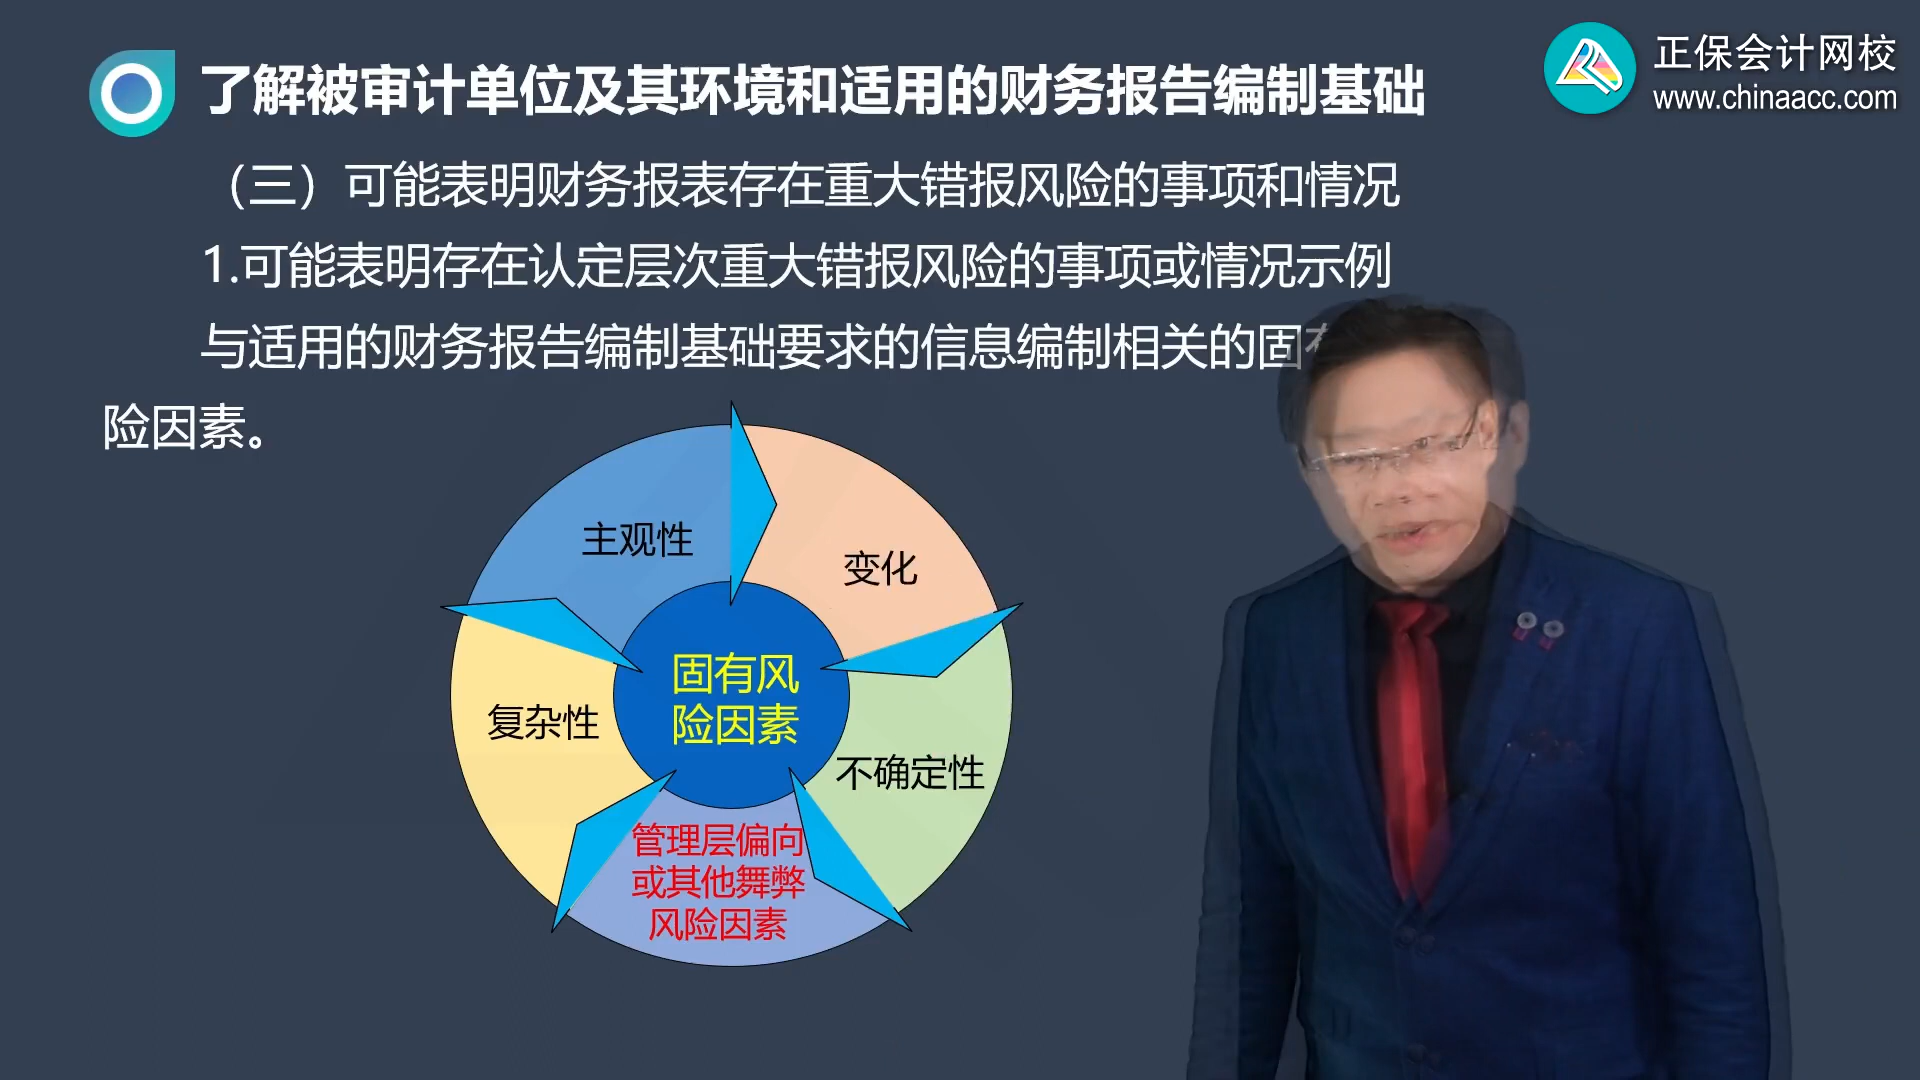 了解被审计单位及其环境和适用的财务报告编制基础
正保会计网校
www.chinaacc.com
（三）可能表明财务报表存在重大错报风险的事项和情况
1.可能表明存在认定层次重大错报风险的事项或情况示例
与适用的财务报告编制基础要求的信息编制相关的固
险因素。
主观性
变化
固有风
险因素
复杂性
不确定性
管理层偏向
或其他舞弊
风险因素